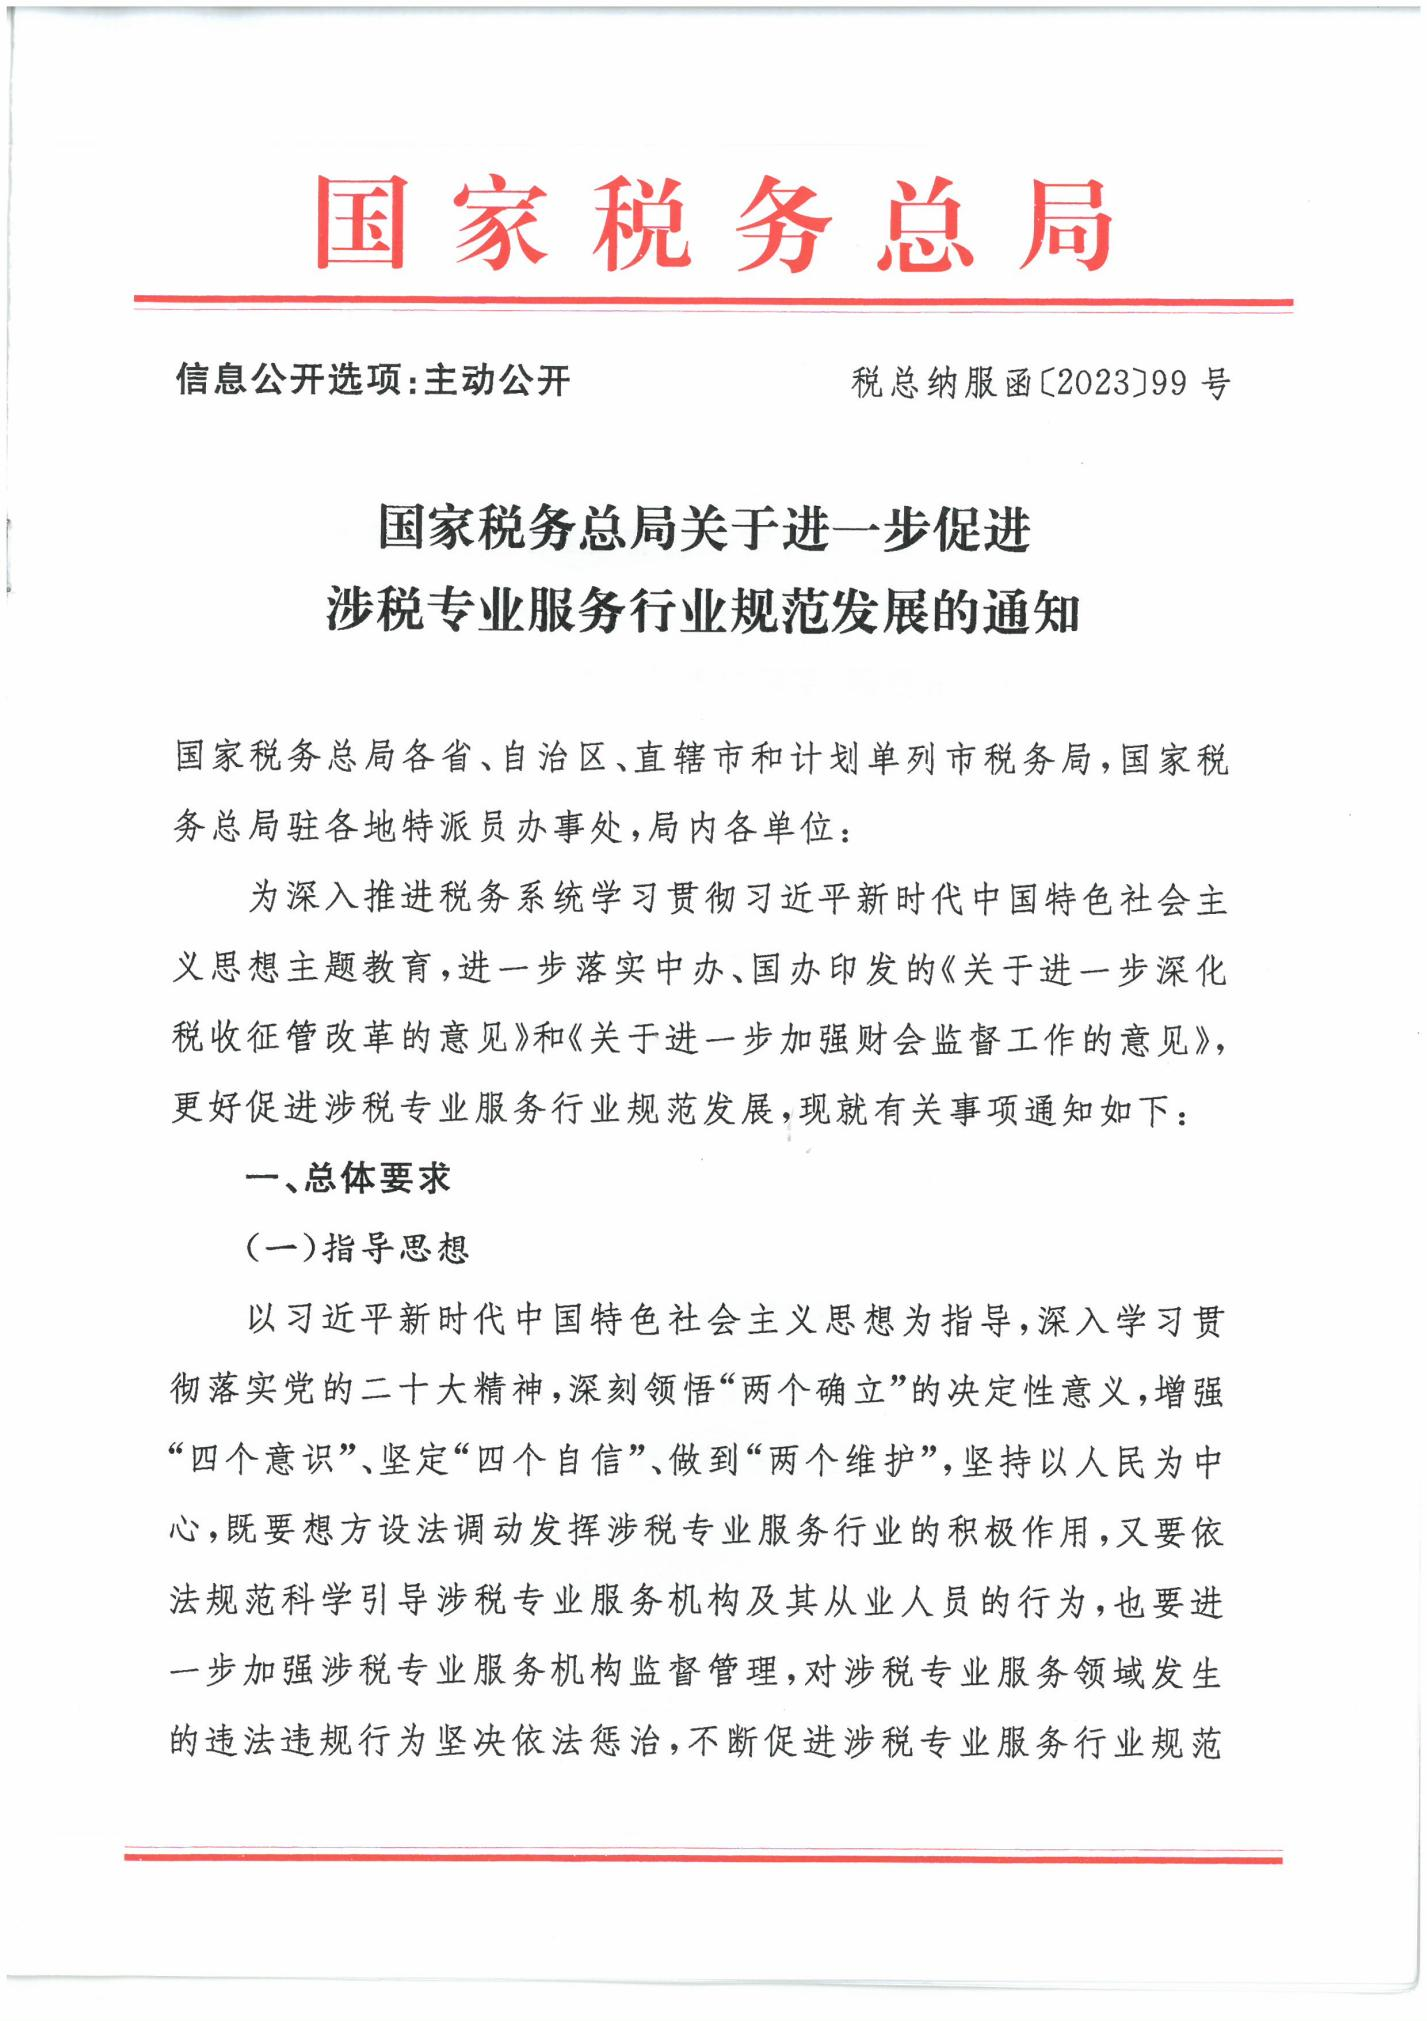 国家税务总局
信息公开选项:主动公开
税总纳服函〔2023〕99号
国家税务总局关于进一步促进
涉税专业服务行业规范发展的通知
国家税务总局各省、自治区、直辖市和计划单列市税务局,国家税
务总局驻各地特派员办事处,局内各单位:
为深入推进税务系统学习贯彻习近平新时代中国特色社会主
义思想主题教育,进一步落实中办、国办印发的《关于进一步深化
税收征管改革的意见》和《关于进一步加强财会监督工作的意见》,
更好促进涉税专业服务行业规范发展,现就有关事项通知如下:
一、总体要求
(一)指导思想
以习近平新时代中国特色社会主义思想为指导,深入学习贯
彻落实党的二十大精神,深刻领悟“两个确立”的决定性意义,增强
“四个意识”、坚定“四个自信”、做到“两个维护”,坚持以人民为中
心,既要想方设法调动发挥涉税专业服务行业的积极作用,又要依
法规范科学引导涉税专业服务机构及其从业人员的行为,也要进
一步加强涉税专业服务机构监督管理,对涉税专业服务领域发生
的违法违规行为坚决依法惩治,不断促进涉税专业服务行业规范